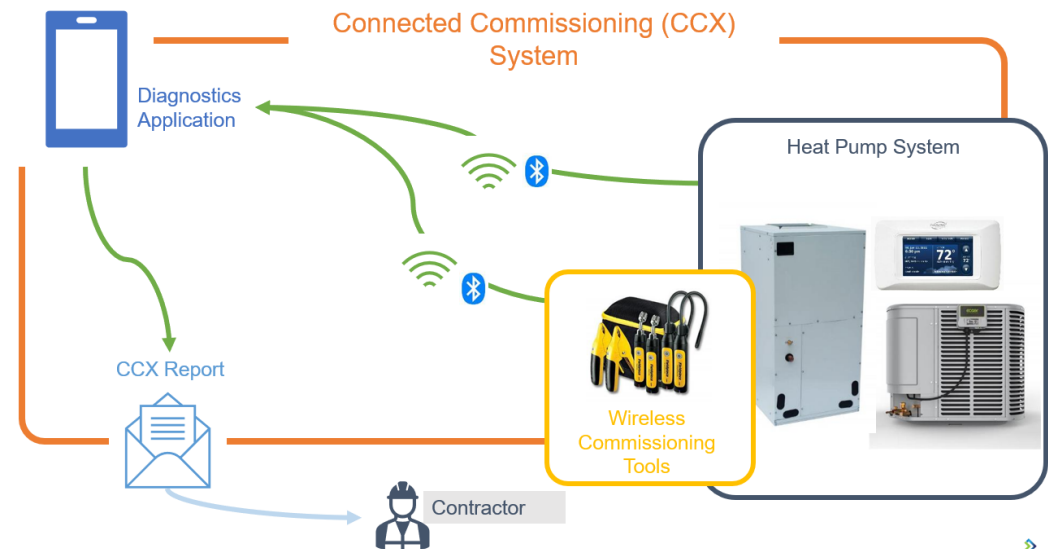 Connected Commissioning (CCX)
System
Diagnostics
Application
Heat Pump System
72°
CCX Report
Wireless
Commissioning
Tools
Contractor